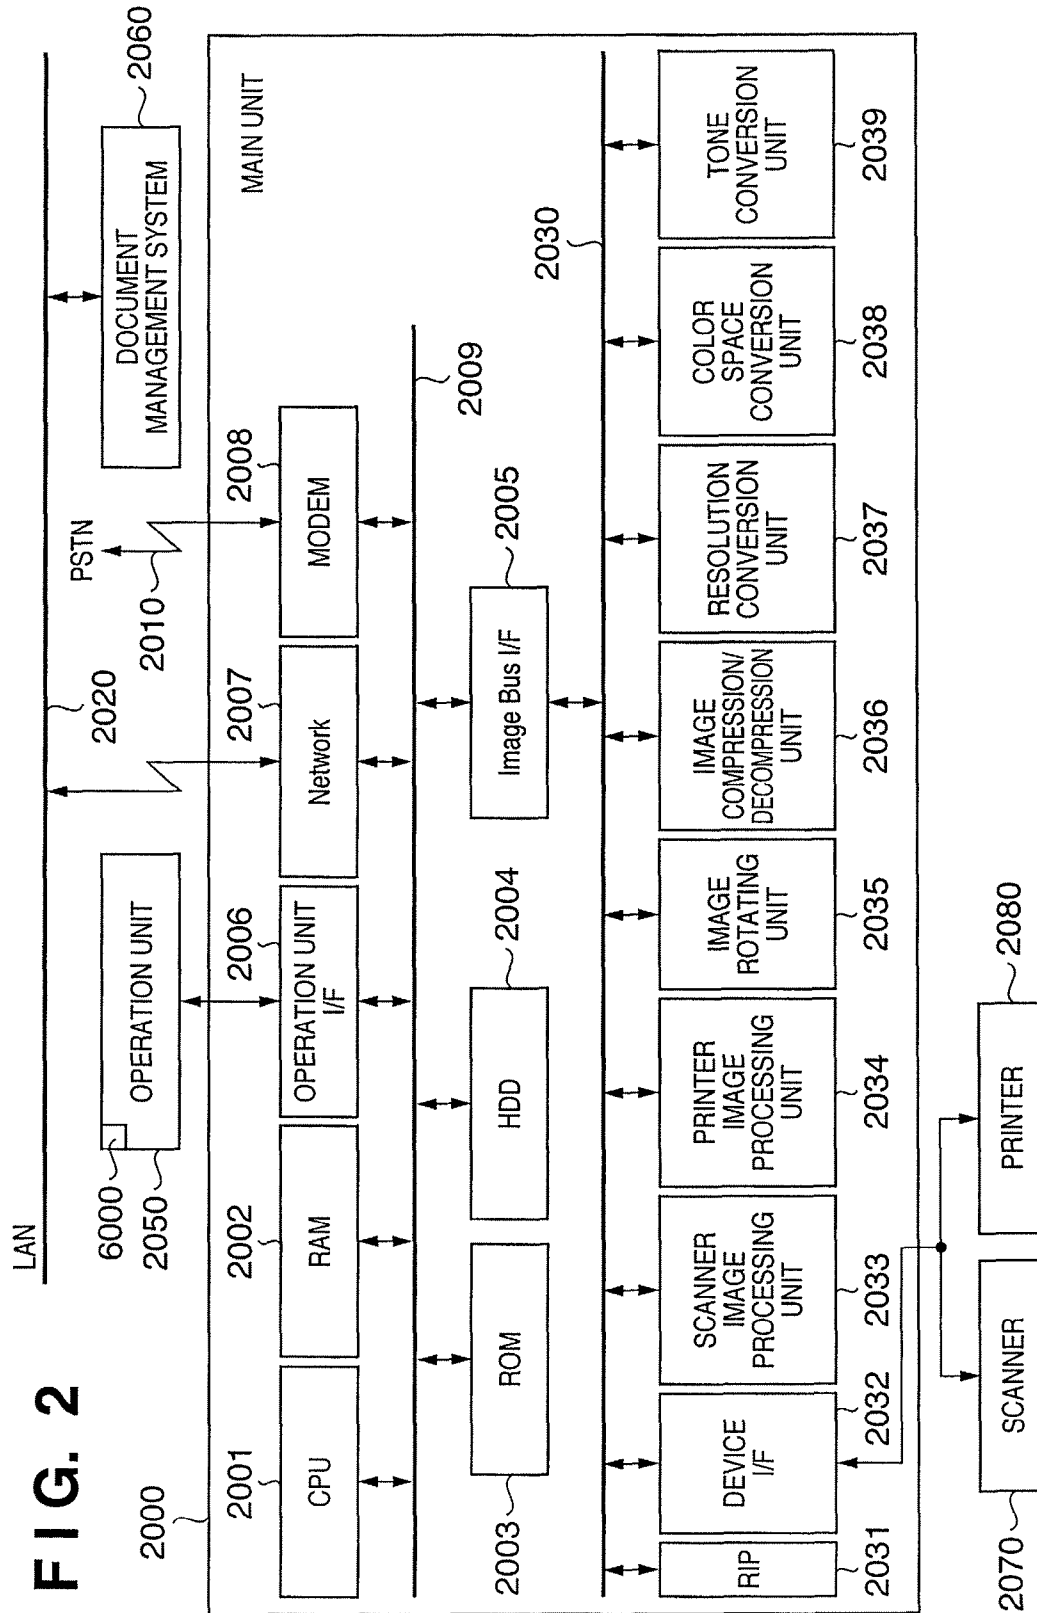 FIG. 2
LAN
2020
6000
2050
OPERATION UNIT
PSTN
2010
DOCUMENT
MANAGEMENT SYSTEM
2060
2000
MAIN UNIT
2001
CPU
2002
RAM
2006
OPERATION UNIT
I/F
2007
Network
2008
MODEM
2009
2003
ROM
HDD
2004
Image Bus I/F
2005
2030
RIP
2031
DEVICE
I/F
2032
SCANNER
IMAGE
PROCESSING
UNIT
2033
PRINTER
IMAGE
PROCESSING
UNIT
2034
IMAGE
ROTATING
UNIT
2035
IMAGE
COMPRESSION/
DECOMPRESSION
UNIT
2036
RESOLUTION
CONVERSION
UNIT
2037
COLOR
SPACE
CONVERSION
UNIT
2038
TONE
CONVERSION
UNIT
2039
2070
SCANNER
PRINTER
2080